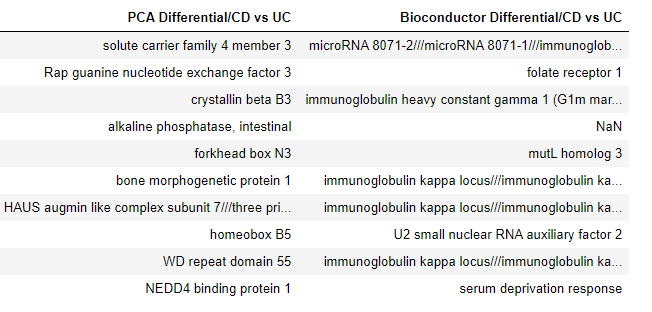 PCA Differential/CD vs UC Bioconductor Differential/CD vs UC
solute carrier family 4 member 3 microRNA 8071-2///microRNA 8071-1///immunoglob...
Rap guanine nucleotide exchange factor 3 folate receptor 1
crystallin beta B3 immunoglobulin heavy constant gamma 1 (G1m mar...
alkaline phosphatase, intestinal NaN
forkhead box N3 mutL homolog 3
bone morphogenetic protein 1 immunoglobulin kappa locus///immunoglobulin ka...
HAUS augmin like complex subunit 7///three pri... immunoglobulin kappa locus///immunoglobulin ka...
homeobox B5 U2 small nuclear RNA auxiliary factor 2
WD repeat domain 55 immunoglobulin kappa locus///immunoglobulin ka...
NEDD4 binding protein 1 serum deprivation response